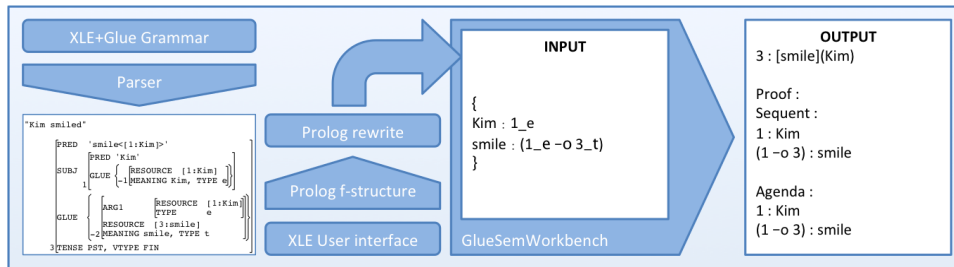 XLE+Glue Grammar
Parser
"Kim smiled"
PRED 'smile<[1:Kim]>'
PRED 'Kim'
SUBJ
GLUE
RESOURCE [1:Kim]
-1 MEANING Kim, TYPE e
1
ARG1
RESOURCE [1:Kim]
TYPE e
GLUE
RESOURCE [3:smile]
-2 MEANING smile, TYPE t
3 TENSE PST, VTYPE FIN
Prolog rewrite
Prolog f-structure
XLE User interface
INPUT
{
Kim : 1_e
smile : (1_e −o 3_t)
}
GlueSemWorkbench
OUTPUT
3 : [smile](Kim)
Proof :
Sequent :
1 : Kim
(1 −o 3) : smile
Agenda :
1 : Kim
(1 −o 3) : smile